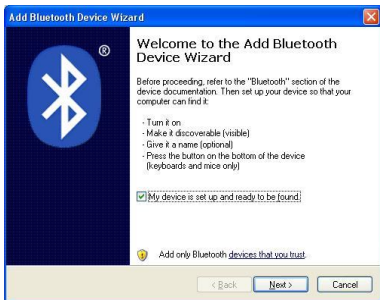 Add Bluetooth Device Wizard
®
Welcome to the Add Bluetooth
Device Wizard
Before proceeding, refer to the "Bluetooth" section of the
device documentation. Then set up your device so that your
computer can find it:
- Turn it on
- Make it discoverable (visible)
- Give it a name (optional)
- Press the button on the bottom of the device
(keyboards and mice only)
My device is set up and ready to be found.
Add only Bluetooth devices that you trust.
< Back
Next >
Cancel